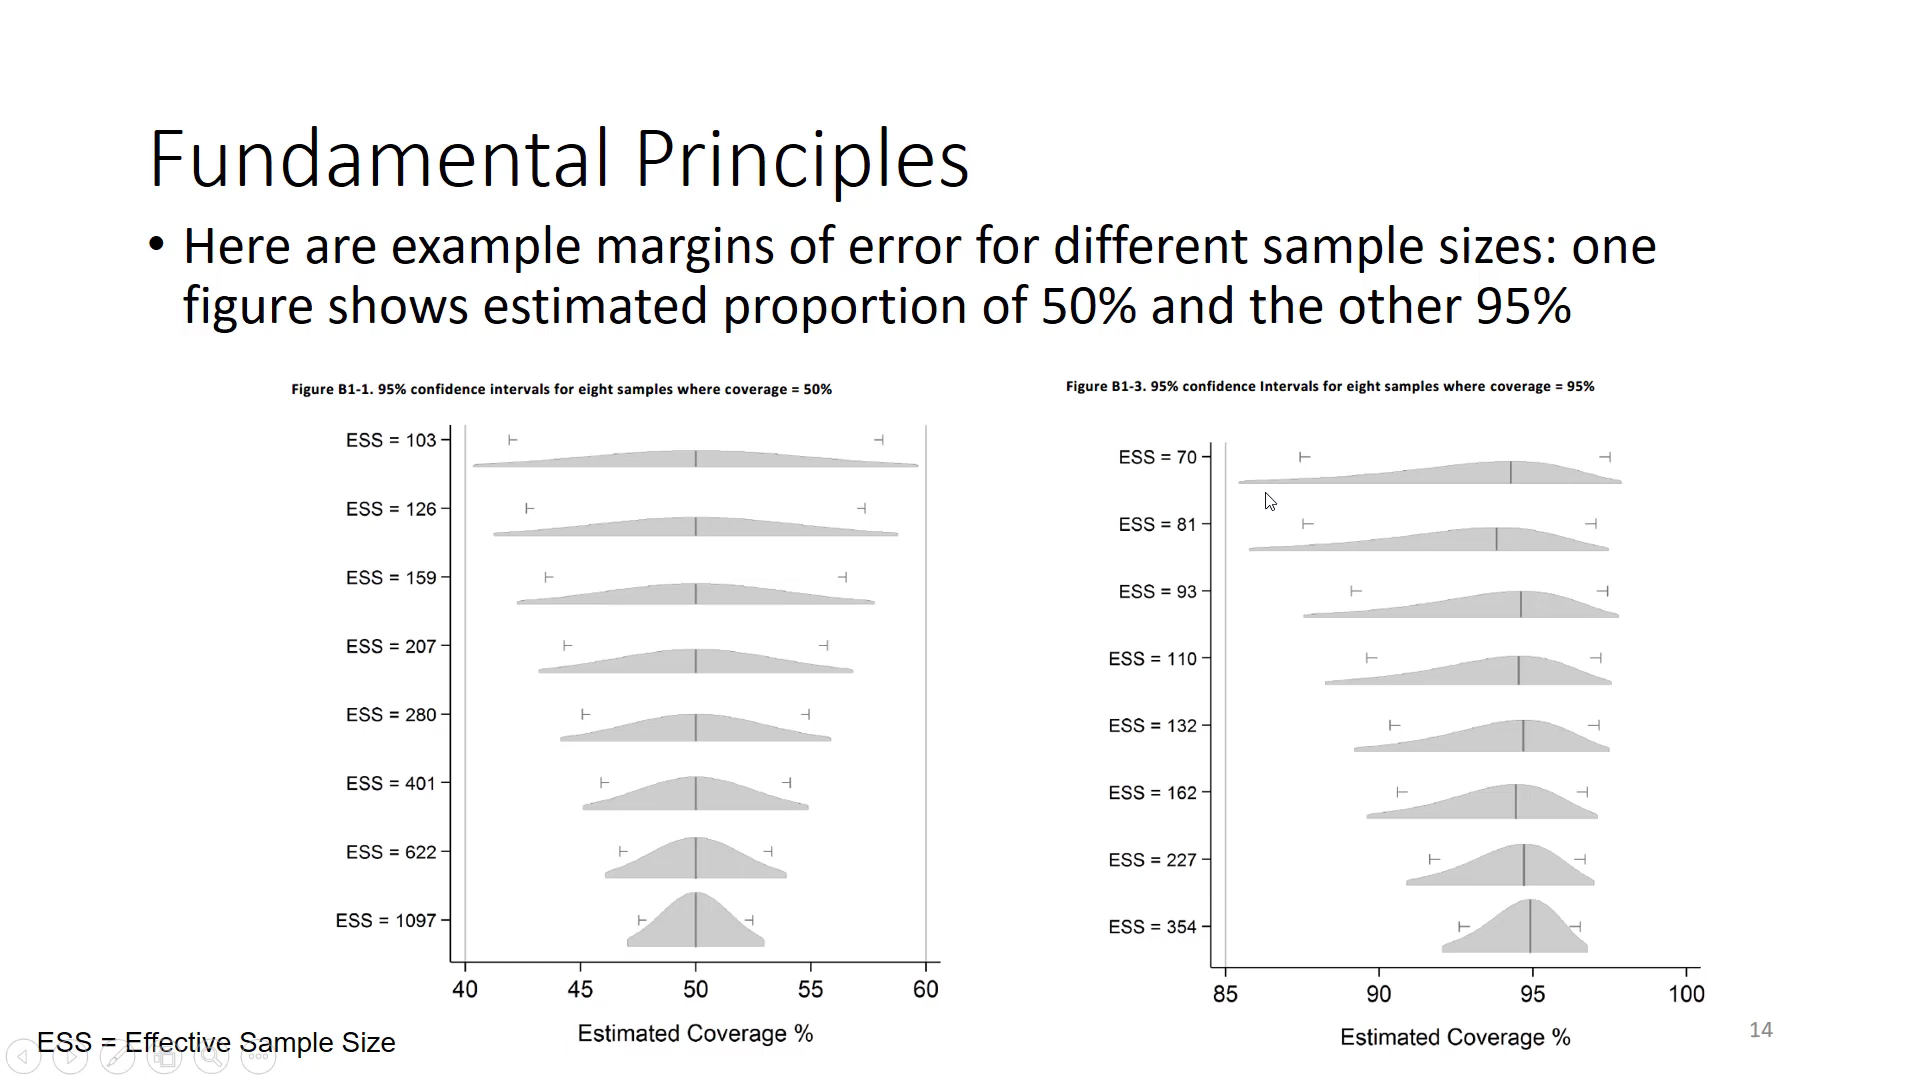 Fundamental Principles
• Here are example margins of error for different sample sizes: one
figure shows estimated proportion of 50% and the other 95%
Figure B1-1. 95% confidence intervals for eight samples where coverage = 50%
ESS = 103
ESS = 126
ESS = 159
ESS = 207
ESS = 280
ESS = 401
ESS = 622
ESS = 1097
40 45 50 55 60
Estimated Coverage %
Figure B1-3. 95% confidence Intervals for eight samples where coverage = 95%
ESS = 70
ESS = 81
ESS = 93
ESS = 110
ESS = 132
ESS = 162
ESS = 227
ESS = 354
85 90 95 100
Estimated Coverage %
ESS = Effective Sample Size
14